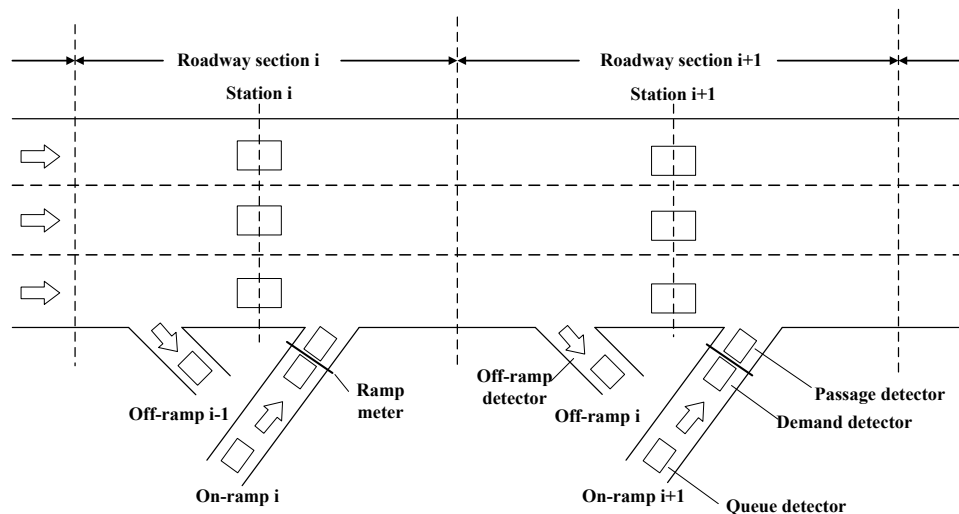 Roadway section i
Roadway section i+1
Station i
Station i+1
Ramp
meter
Off-ramp
detector
Passage detector
Off-ramp i-1
Off-ramp i
Demand detector
On-ramp i
On-ramp i+1
Queue detector